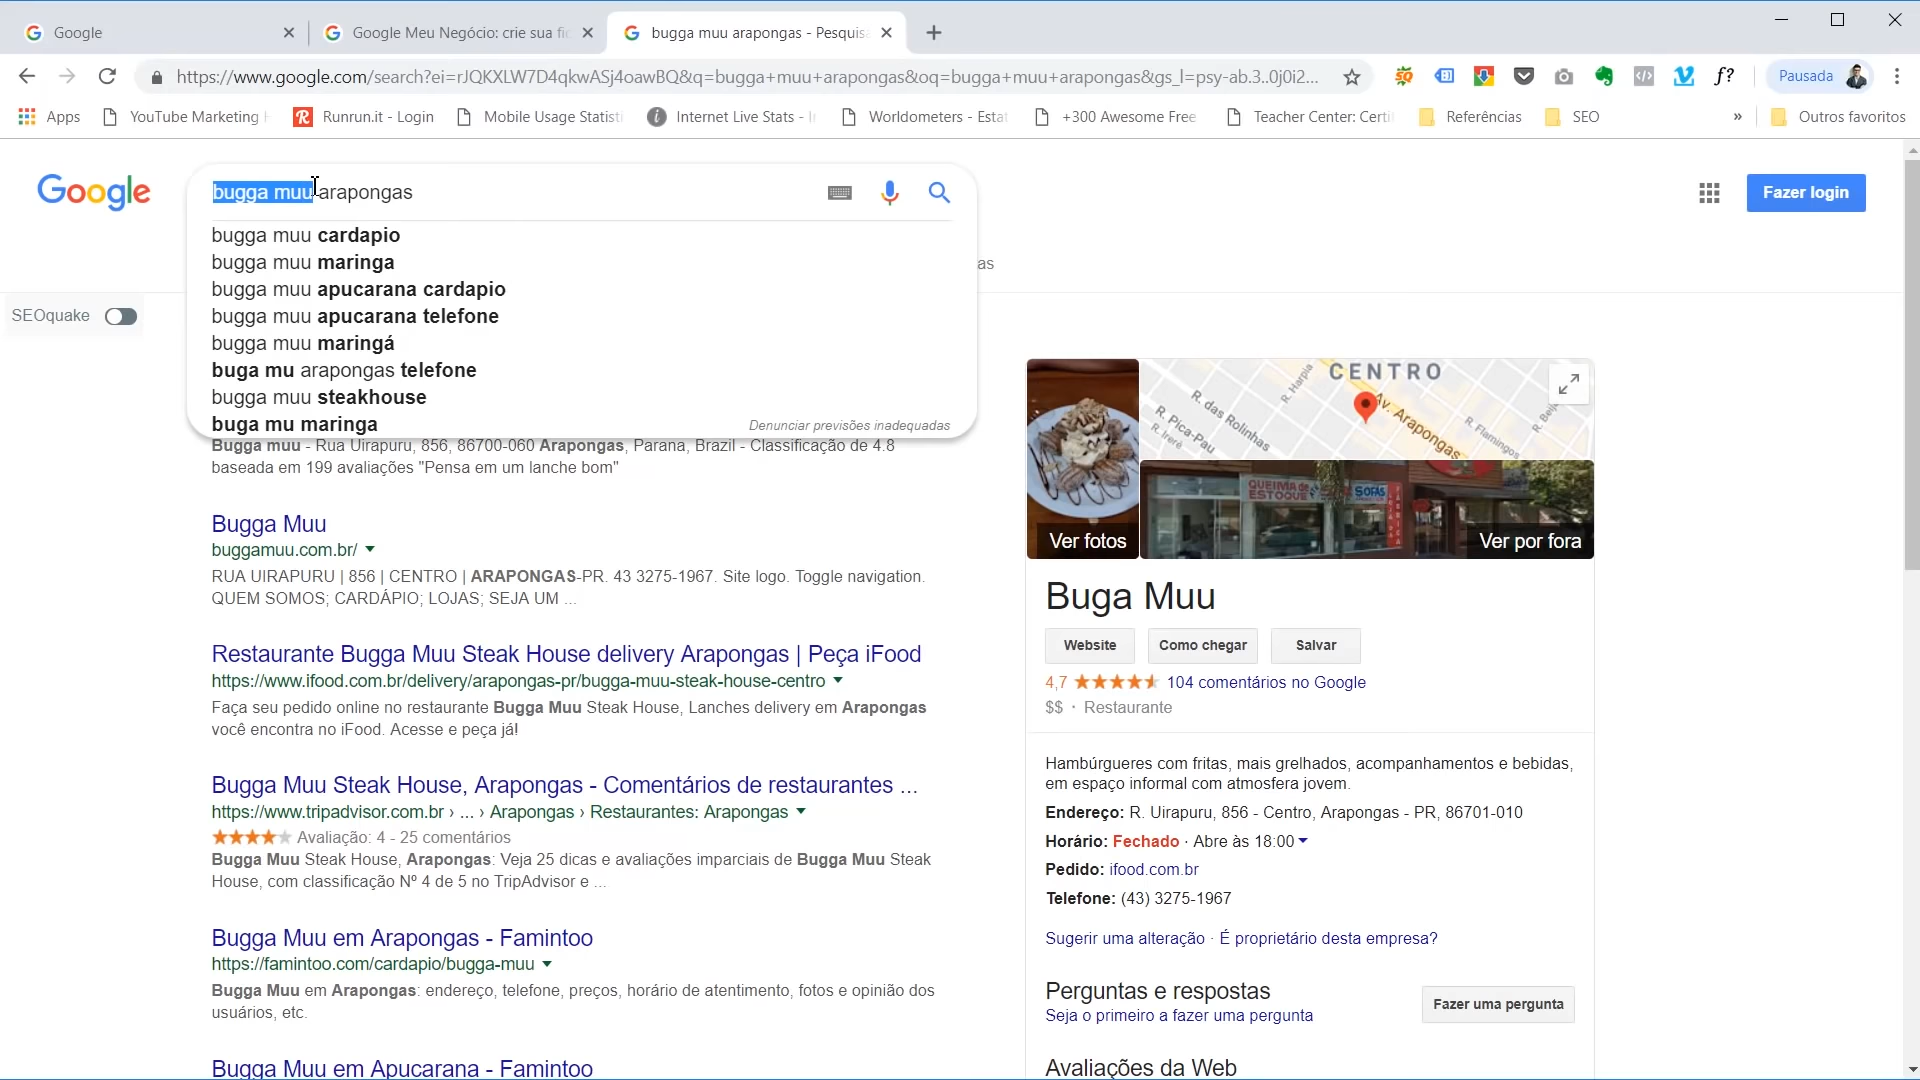 Google
Google Meu Negócio: crie sua fic
bugga muu arapongas - Pesquisa
https://www.google.com/search?ei=rJQKXLW7D4qkwASj4oawBQ&q=bugga+muu+arapongas&oq=bugga+muu+arapongas&gs_l=psy-ab.3..0j0i2...
SQ
f?
Pausada
Apps
YouTube Marketing
Runrun.it - Login
Mobile Usage Statisti
Internet Live Stats - I
Worldometers - Estat
+300 Awesome Free
Teacher Center: Certi
Referências
SEO
»
Outros favoritos
Google
bugga muu arapongas
Fazer login
bugga muu cardapio
bugga muu maringa
as
bugga muu apucarana cardapio
bugga muu apucarana telefone
SEOquake
bugga muu maringá
buga mu arapongas telefone
bugga muu steakhouse
buga mu maringa
Denunciar previsões inadequadas
Bugga muu - Rua Uirapuru, 856, 86700-060 Arapongas, Parana, Brazil - Classificação de 4.8
baseada em 199 avaliações "Pensa em um lanche bom"
Bugga Muu
buggamuu.com.br/
RUA UIRAPURU | 856 | CENTRO | ARAPONGAS-PR. 43 3275-1967. Site logo. Toggle navigation.
QUEM SOMOS; CARDÁPIO; LOJAS; SEJA UM ...
Restaurante Bugga Muu Steak House delivery Arapongas | Peça iFood
https://www.ifood.com.br/delivery/arapongas-pr/bugga-muu-steak-house-centro
Faça seu pedido online no restaurante Bugga Muu Steak House, Lanches delivery em Arapongas
você encontra no iFood. Acesse e peça já!
Bugga Muu Steak House, Arapongas - Comentários de restaurantes ...
https://www.tripadvisor.com.br › ... › Arapongas › Restaurantes: Arapongas
Avaliação: 4 - 25 comentários
Bugga Muu Steak House, Arapongas: Veja 25 dicas e avaliações imparciais de Bugga Muu Steak
House, com classificação Nº 4 de 5 no TripAdvisor e ...
Bugga Muu em Arapongas - Famintoo
https://famintoo.com/cardapio/bugga-muu
Bugga Muu em Arapongas: endereço, telefone, preços, horário de atentimento, fotos e opinião dos
usuários, etc.
Bugga Muu em Apucarana - Famintoo
CENTRO
R. Harpia
R. das Rolinhas
R. Pica-Pau
R. Irerê
Av. Arapongas
R. Flamingos
QUEIMA de
ESTOQUE
SOFÁS
Ver fotos
Ver por fora
Buga Muu
Website
Como chegar
Salvar
4,7
104 comentários no Google
$$ · Restaurante
Hambúrgueres com fritas, mais grelhados, acompanhamentos e bebidas,
em espaço informal com atmosfera jovem.
Endereço: R. Uirapuru, 856 - Centro, Arapongas - PR, 86701-010
Horário: Fechado · Abre às 18:00
Pedido: ifood.com.br
Telefone: (43) 3275-1967
Sugerir uma alteração · É proprietário desta empresa?
Perguntas e respostas
Seja o primeiro a fazer uma pergunta
Fazer uma pergunta
Avaliações da Web